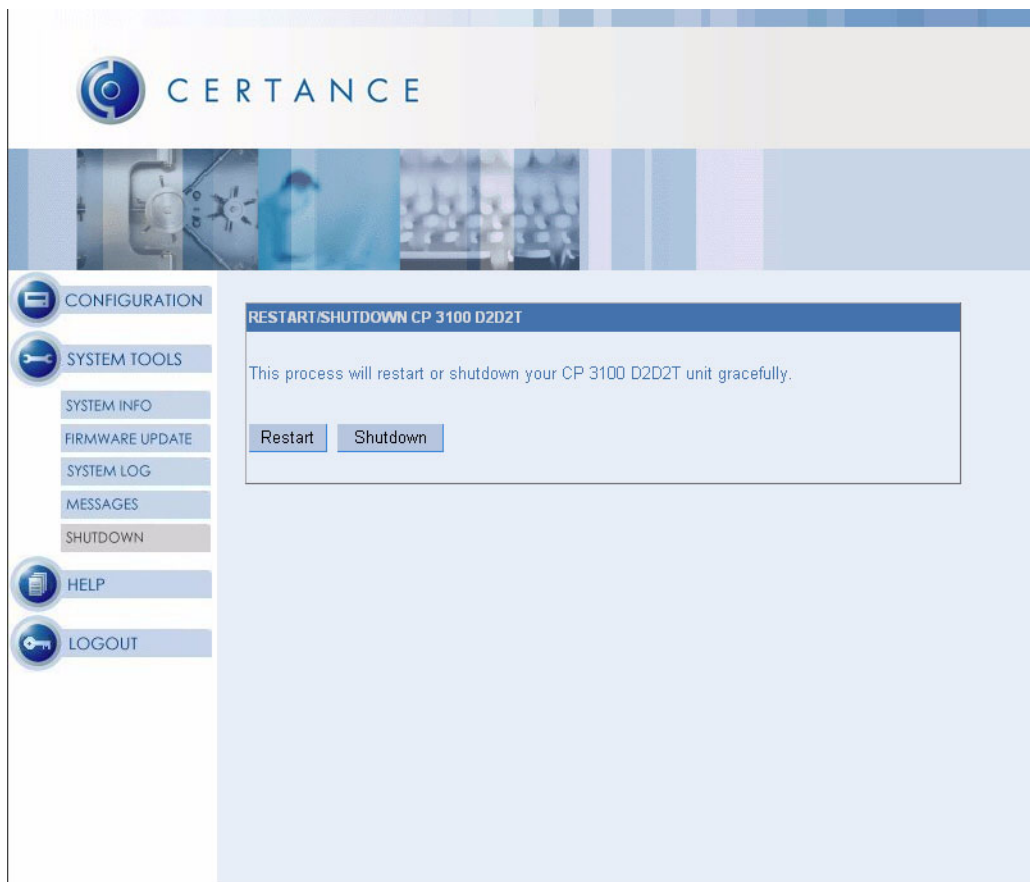 CERTANCE
CONFIGURATION
SYSTEM TOOLS
SYSTEM INFO
FIRMWARE UPDATE
SYSTEM LOG
MESSAGES
SHUTDOWN
HELP
LOGOUT
RESTART/SHUTDOWN CP 3100 D2D2T
This process will restart or shutdown your CP 3100 D2D2T unit gracefully.
Restart Shutdown